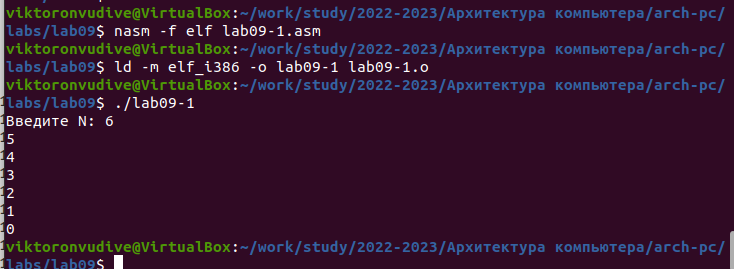 viktoronvudive@VirtualBox:~/work/study/2022-2023/Архитектура компьютера/arch-pc/
labs/lab09$ nasm -f elf lab09-1.asm
viktoronvudive@VirtualBox:~/work/study/2022-2023/Архитектура компьютера/arch-pc/
labs/lab09$ ld -m elf_i386 -o lab09-1 lab09-1.o
viktoronvudive@VirtualBox:~/work/study/2022-2023/Архитектура компьютера/arch-pc/
labs/lab09$ ./lab09-1
Введите N: 6
5
4
3
2
1
0
viktoronvudive@VirtualBox:~/work/study/2022-2023/Архитектура компьютера/arch-pc/
labs/lab09$